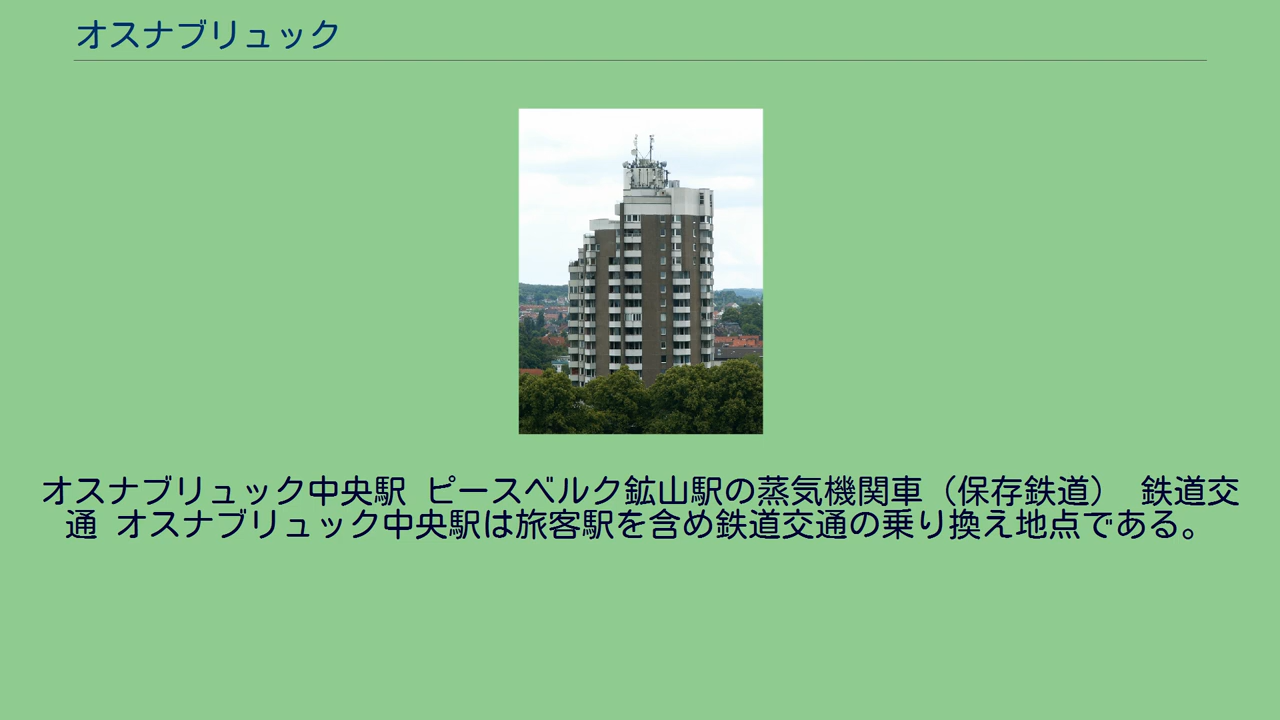 オスナブリュック
オスナブリュック中央駅 ピースベルク鉱山駅の蒸気機関車（保存鉄道） 鉄道交
通 オスナブリュック中央駅は旅客駅を含め鉄道交通の乗り換え地点である。